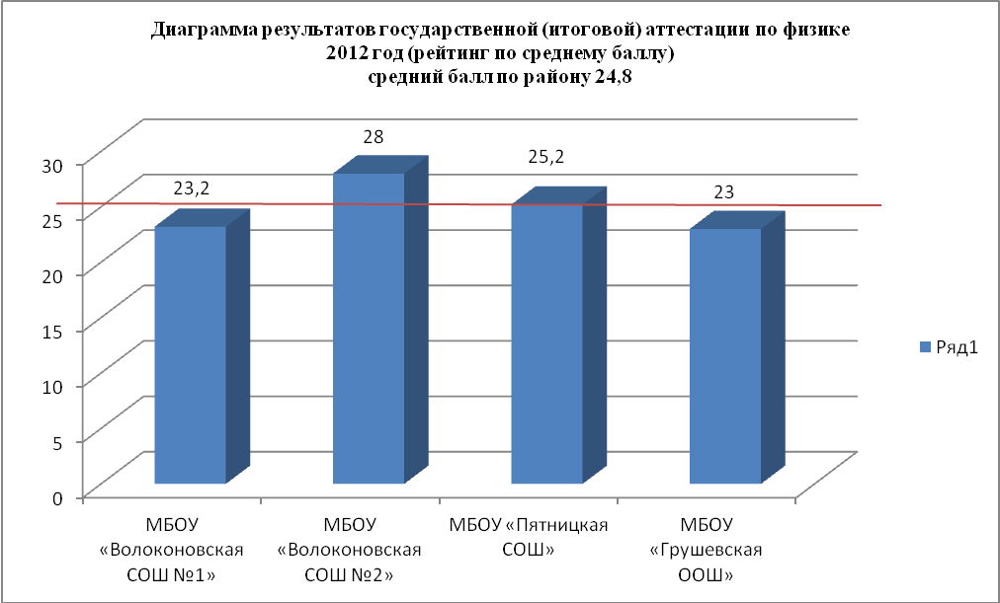 Диаграмма результатов государственной (итоговой) аттестации по физике
2012 год (рейтинг по среднему баллу)
средний балл по району 24,8
30
25
20
15
10
5
0
23,2
28
25,2
23
МБОУ
«Волоконовская
СОШ №1»
МБОУ
«Волоконовская
СОШ №2»
МБОУ «Пятницкая
СОШ»
МБОУ
«Грушевская
ООШ»
Ряд1